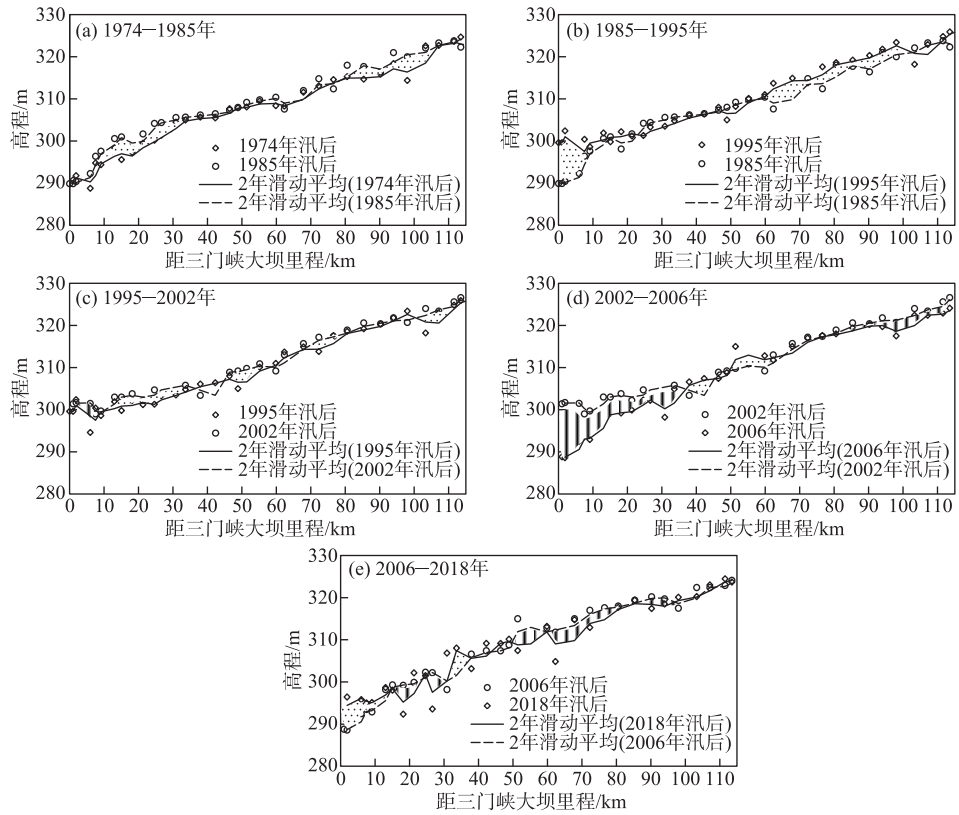 330
(a) 1974—1985年
320
310
高程/m
300
290
280
1974年汛后
1985年汛后
2年滑动平均(1974年汛后)
2年滑动平均(1985年汛后)
0 10 20 30 40 50 60 70 80 90 100 110
距三门峡大坝里程/km
330
(b) 1985—1995年
320
310
高程/m
300
290
280
1995年汛后
1985年汛后
2年滑动平均(1995年汛后)
2年滑动平均(1985年汛后)
0 10 20 30 40 50 60 70 80 90 100 110
距三门峡大坝里程/km
330
(c) 1995—2002年
320
310
高程/m
300
290
280
1995年汛后
2002年汛后
2年滑动平均(1995年汛后)
2年滑动平均(2002年汛后)
0 10 20 30 40 50 60 70 80 90 100 110
距三门峡大坝里程/km
330
(d) 2002—2006年
320
310
高程/m
300
290
280
2002年汛后
2006年汛后
2年滑动平均(2006年汛后)
2年滑动平均(2002年汛后)
0 10 20 30 40 50 60 70 80 90 100 110
距三门峡大坝里程/km
330
(e) 2006—2018年
320
310
高程/m
300
290
280
2006年汛后
2018年汛后
2年滑动平均(2018年汛后)
2年滑动平均(2006年汛后)
0 10 20 30 40 50 60 70 80 90 100 110
距三门峡大坝里程/km